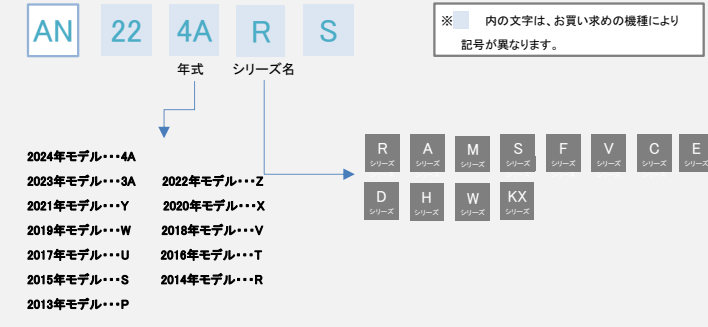 AN 22 4A R S
※ 内の文字は、お買い求めの機種により
記号が異なります。
年式 シリーズ名
2024年モデル・・・4A
2023年モデル・・・3A 2022年モデル・・・Z
2021年モデル・・・Y 2020年モデル・・・X
2019年モデル・・・W 2018年モデル・・・V
2017年モデル・・・U 2016年モデル・・・T
2015年モデル・・・S 2014年モデル・・・R
2013年モデル・・・P
R A M S F V C E
シリーズ シリーズ シリーズ シリーズ シリーズ シリーズ シリーズ シリーズ
D H W KX
シリーズ シリーズ シリーズ シリーズ